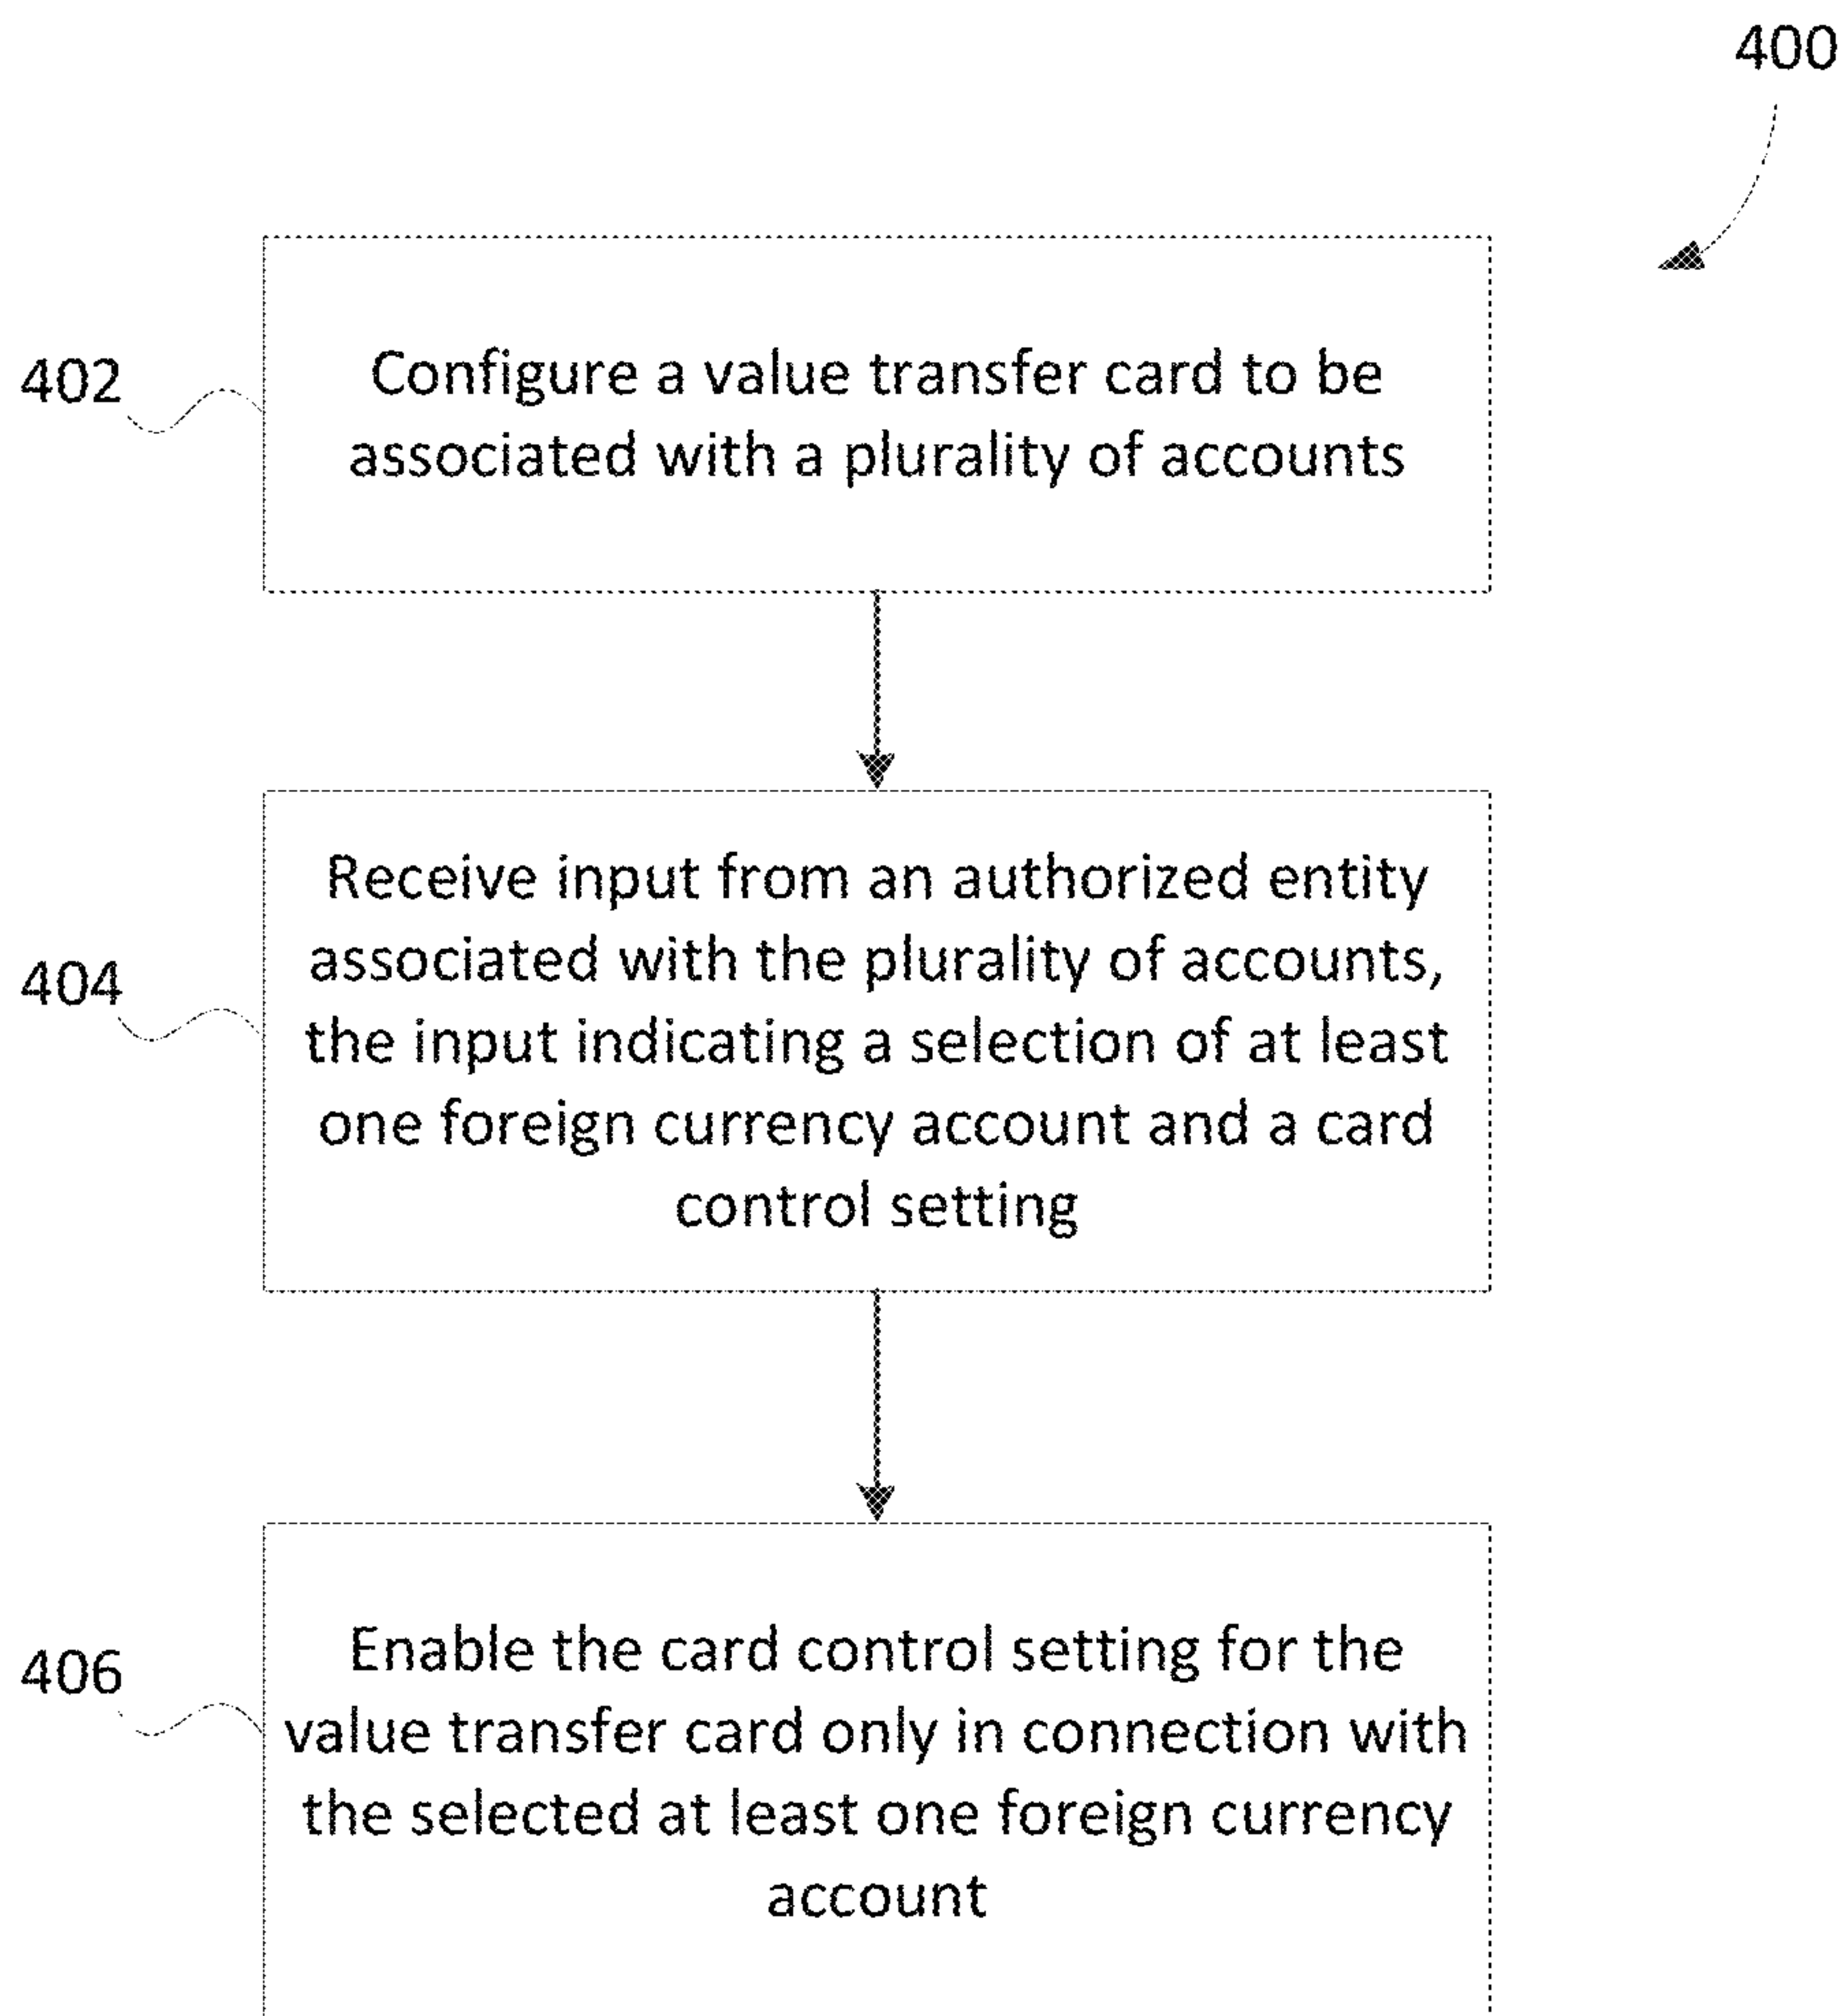 400
402
Configure a value transfer card to be
associated with a plurality of accounts
404
Receive input from an authorized entity
associated with the plurality of accounts,
the input indicating a selection of at least
one foreign currency account and a card
control setting
406
Enable the card control setting for the
value transfer card only in connection with
the selected at least one foreign currency
account